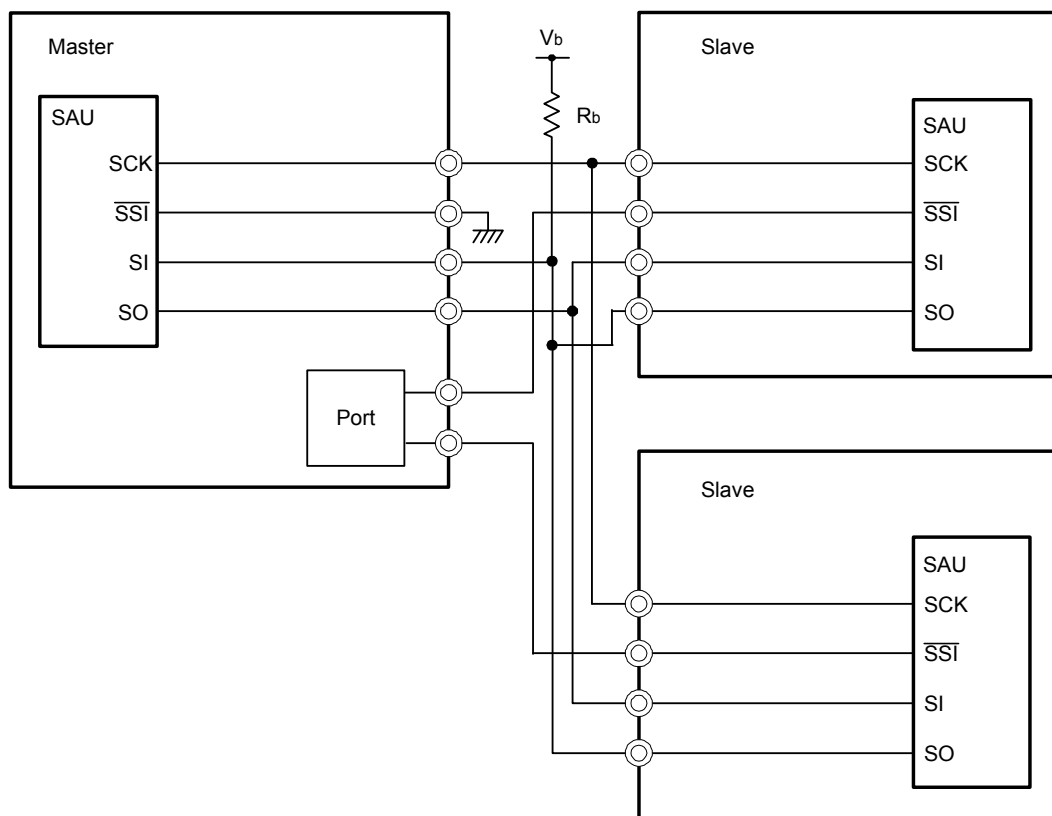 Master
SAU
SCK
SSI
SI
SO
Port
Vb
Rb
Slave
SAU
SCK
SSI
SI
SO
Slave
SAU
SCK
SSI
SI
SO